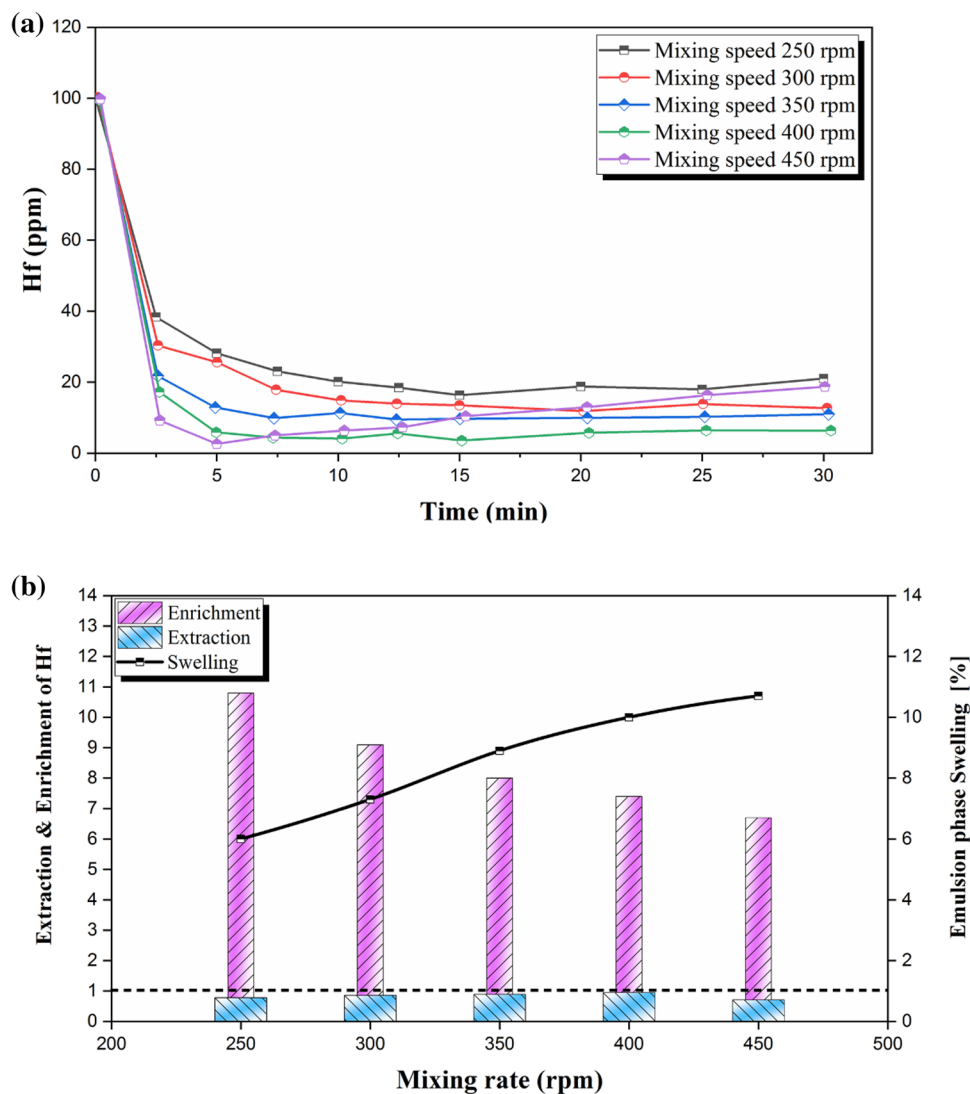 (a)
120
100
80
60
40
20
0
Hf (ppm)
Mixing speed 250 rpm
Mixing speed 300 rpm
Mixing speed 350 rpm
Mixing speed 400 rpm
Mixing speed 450 rpm
0 5 10 15 20 25 30
Time (min)
(b)
14
13
12
11
10
9
8
7
6
5
4
3
2
1
0
Extraction & Enrichment of Hf
Enrichment
Extraction
Swelling
14
12
10
8
6
4
2
0
Emulsion phase Swelling [%]
200 250 300 350 400 450 500
Mixing rate (rpm)